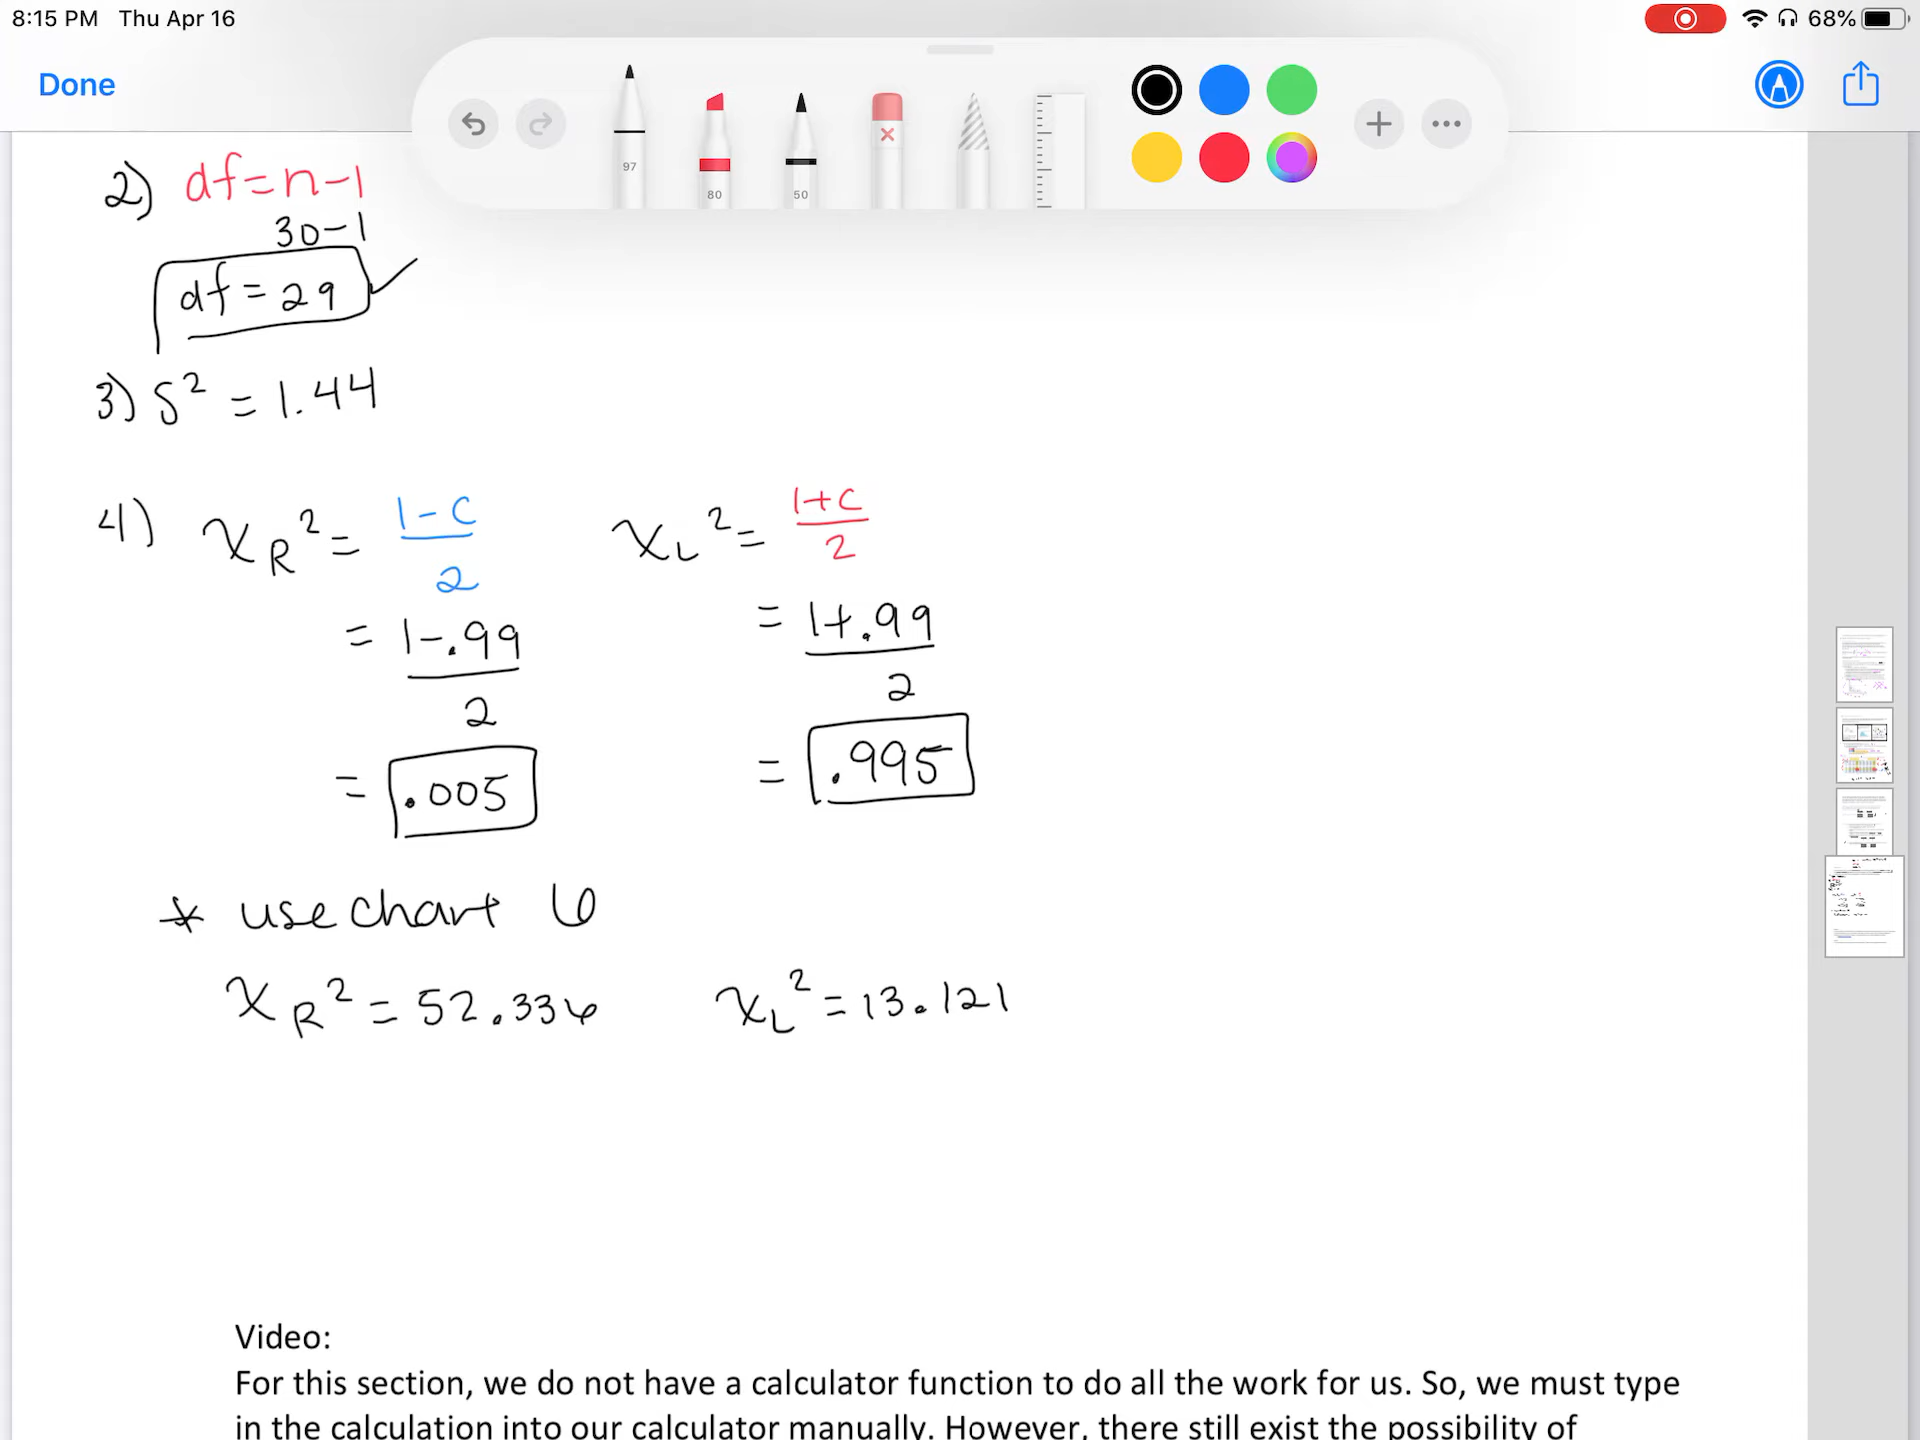 8:15 PM Thu Apr 16
68%
Done
97
80
50
2) df=n-1
30-1
df = 29
3) S² = 1.44
4) χR² = 1-C/2 χL² = 1+C/2
= 1-.99/2 = 1+.99/2
= .005 = .995
* use chart 6
χR² = 52.336 χL² = 13.121
Video:
For this section, we do not have a calculator function to do all the work for us. So, we must type
in the calculation into our calculator manually. However, there still exist the possibility of